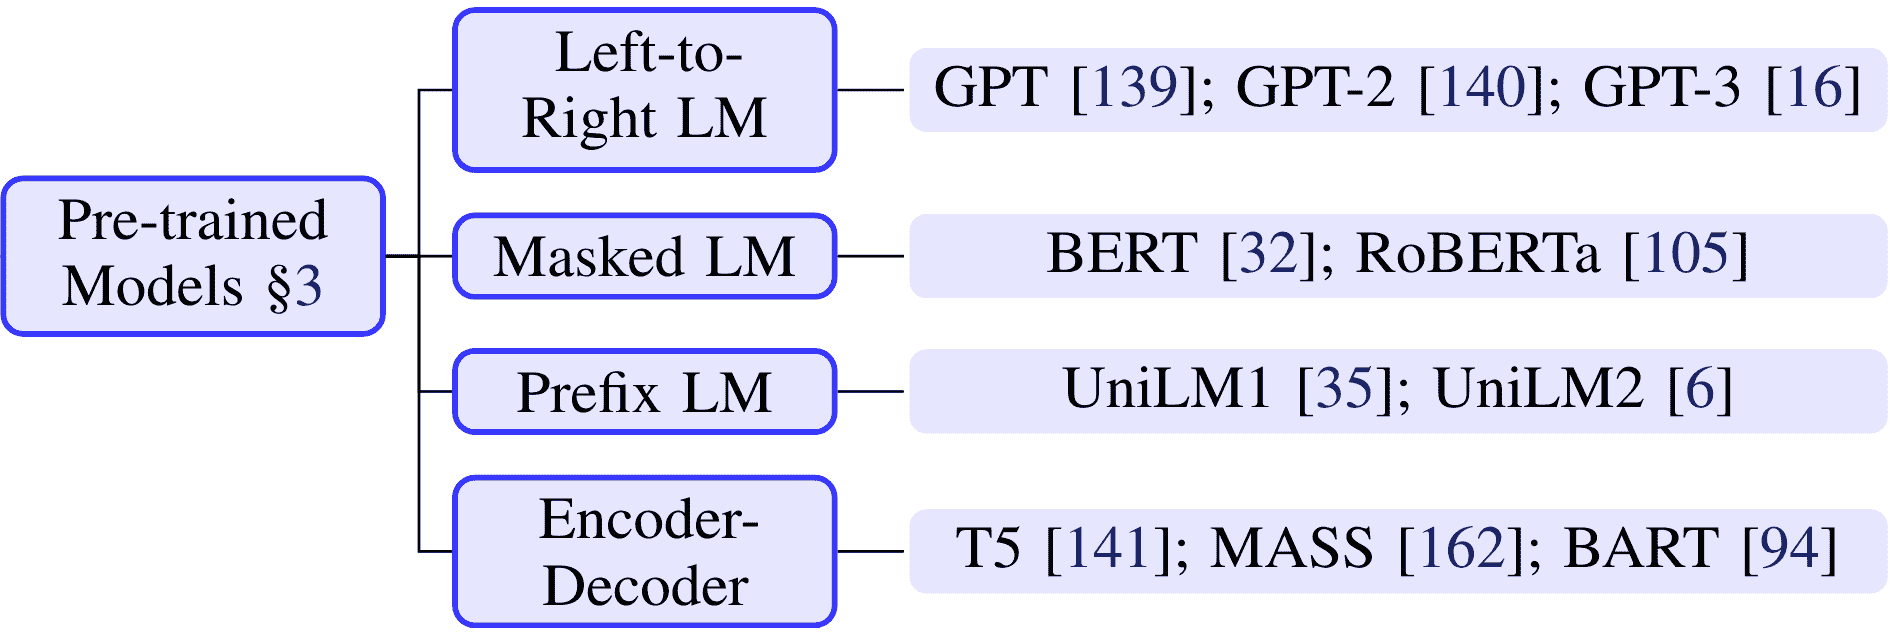 Pre-trained
Models §3
Left-to-
Right LM
GPT [139]; GPT-2 [140]; GPT-3 [16]
Masked LM
BERT [32]; RoBERTa [105]
Prefix LM
UniLM1 [35]; UniLM2 [6]
Encoder-
Decoder
T5 [141]; MASS [162]; BART [94]